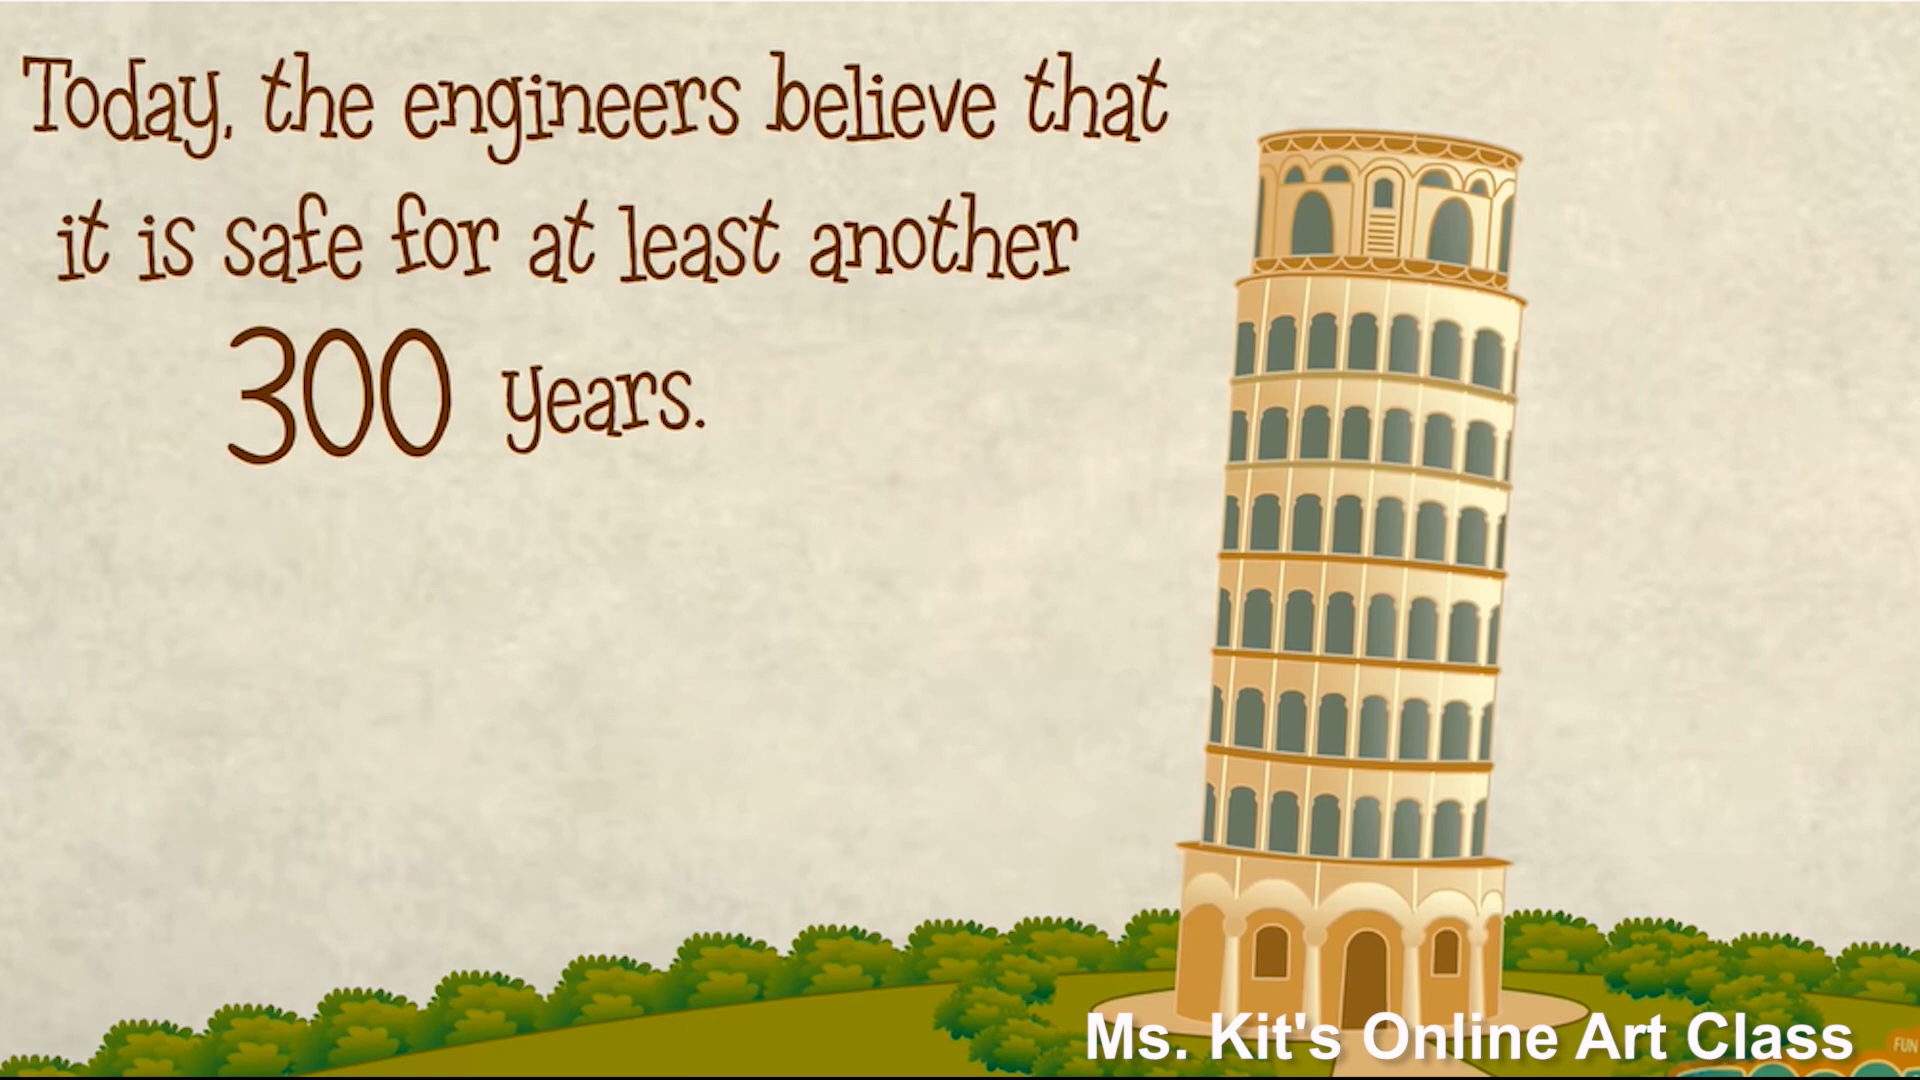 Today, the engineers believe that
it is safe for at least another
300 years.
Ms. Kit's Online Art Class
FUN